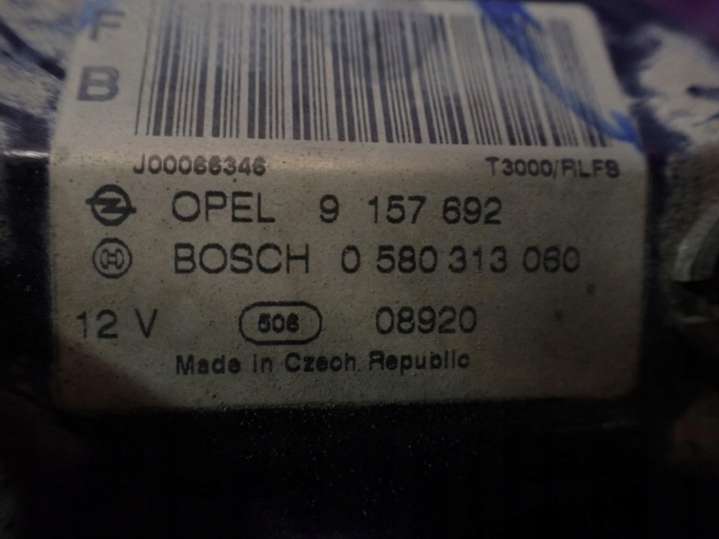 F
B
J00066346 T3000/RLFS
OPEL 9 157 692
BOSCH 0 580 313 060
12 V 506 08920
Made in Czech Republic